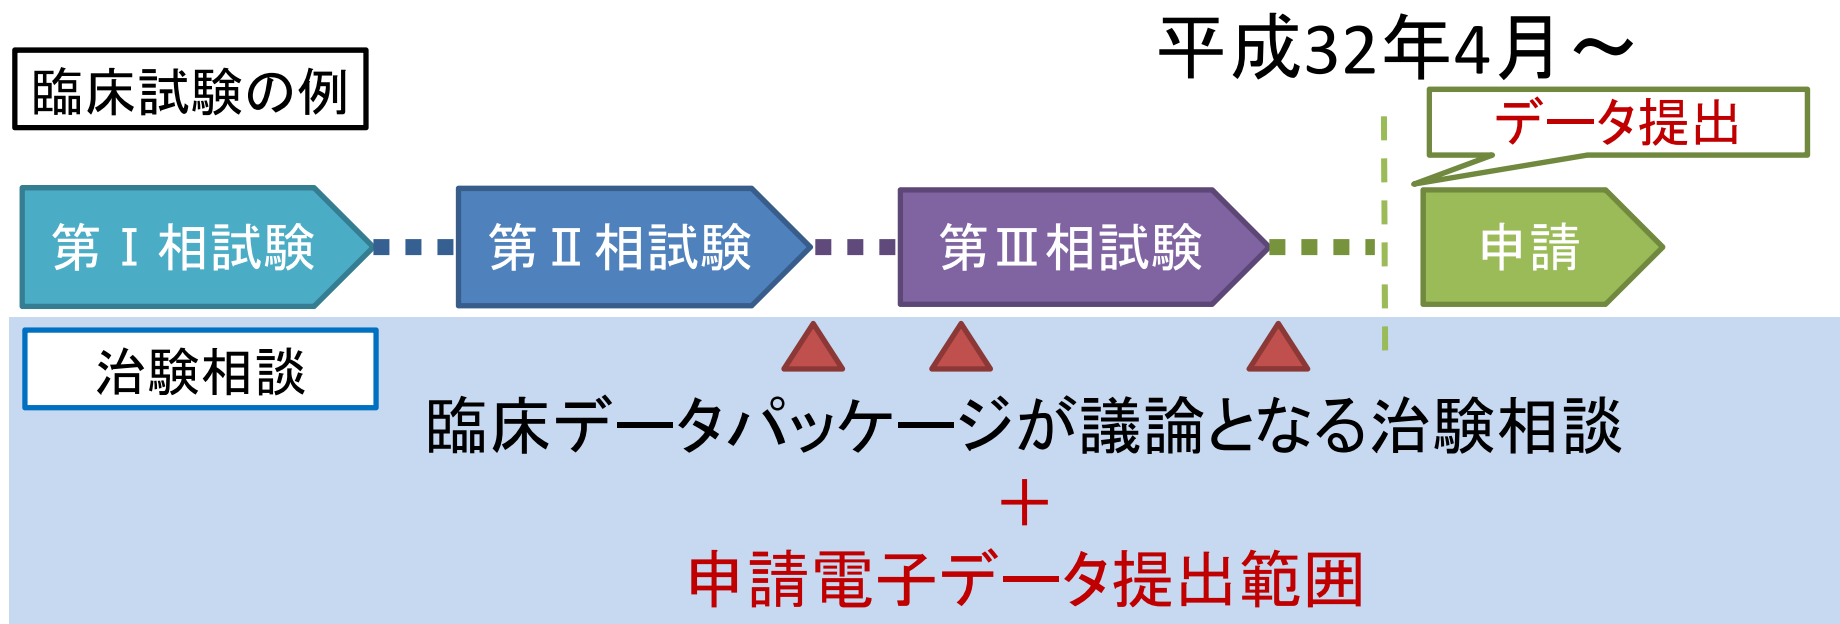 平成32年4月～
臨床試験の例
データ提出
第Ⅰ相試験
第Ⅱ相試験
第Ⅲ相試験
申請
治験相談
臨床データパッケージが議論となる治験相談
＋
申請電子データ提出範囲